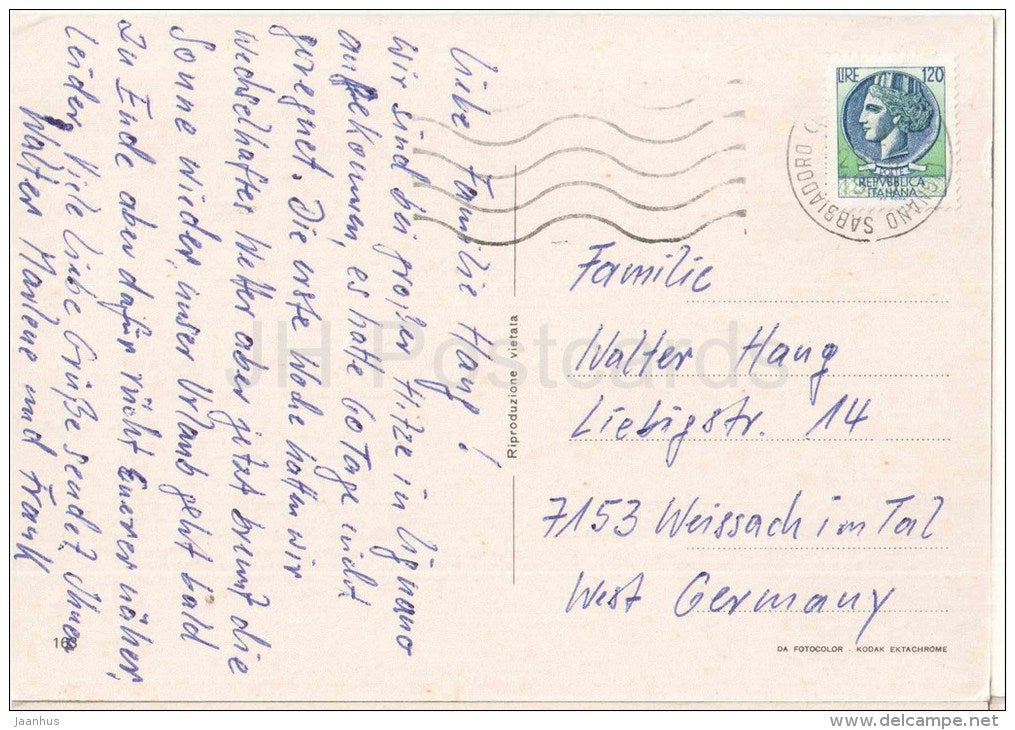 Liebe Familie Haug!
Wir sind bei großer Hitze in Lignano
angekommen, es hatte 60 Tage nicht
geregnet. Die erste Woche hatten wir
wechselhaftes Wetter aber jetzt brennt die
Sonne wieder, unser Urlaub geht bald
zu Ende aber dafür rückt Euerer näher,
leider. Viele liebe Grüße sendet Ihnen
Walter Marlene und Frank
Riproduzione vietata
163
LIRE 120
POSTE
REPVBBLICA
ITALIANA
SABBIADORO
Familie
Walter Haug
Liebigstr. 14
7153 Weissach im Tal
West Germany
DA FOTOCOLOR - KODAK EKTACHROME
JH Postcards
jaanhus
www.delcampe.net